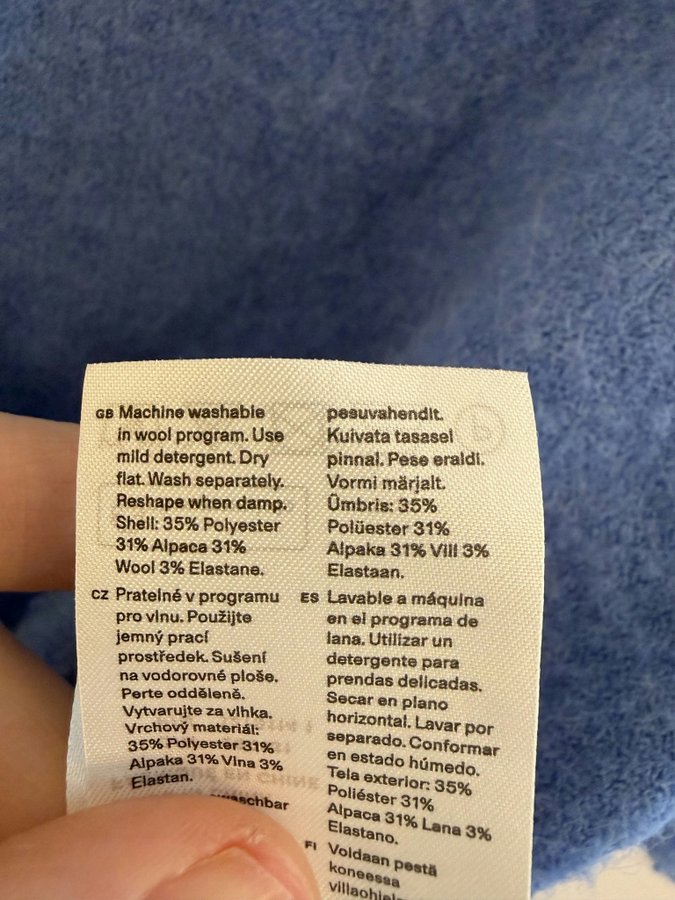 GB Machine washable
in wool program. Use
mild detergent. Dry
flat. Wash separately.
Reshape when damp.
Shell: 35% Polyester
31% Alpaca 31%
Wool 3% Elastane.
CZ Pratelné v programu
pro vlnu. Použijte
jemný prací
prostředek. Sušení
na vodorovné ploše.
Perte odděleně.
Vytvarujte za vlhka.
Vrchový materiál:
35% Polyester 31%
Alpaka 31% Vlna 3%
Elastan.
pesuvahendit.
Kuivata tasasel
pinnal. Pese eraldi.
Vormi märjalt.
Ümbris: 35%
Polüester 31%
Alpaka 31% Vill 3%
Elastaan.
ES Lavable a máquina
en el programa de
lana. Utilizar un
detergente para
prendas delicadas.
Secar en plano
horizontal. Lavar por
separado. Conformar
en estado húmedo.
Tela exterior: 35%
Poliéster 31%
Alpaca 31% Lana 3%
Elastano.
FI Voidaan pestä
koneessa